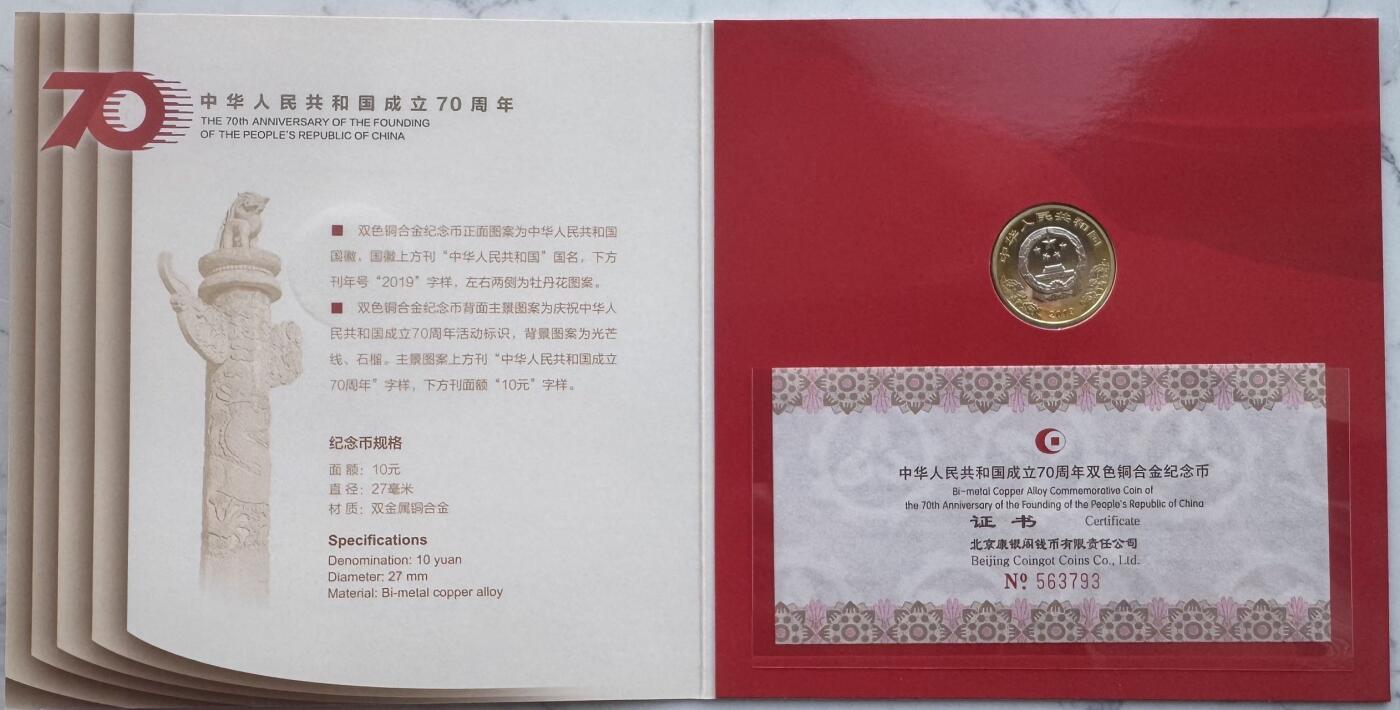 70
中华人民共和国成立70周年
THE 70th ANNIVERSARY OF THE FOUNDING
OF THE PEOPLE'S REPUBLIC OF CHINA
■ 双色铜合金纪念币正面图案为中华人民共和国
国徽，国徽上方刊“中华人民共和国”国名，下方
刊年号“2019”字样，左右两侧为牡丹花图案。
■ 双色铜合金纪念币背面主景图案为庆祝中华人
民共和国成立70周年活动标识，背景图案为光芒
线、石榴。主景图案上方刊“中华人民共和国成立
70周年”字样，下方刊面额“10元”字样。
纪念币规格
面 额：10元
直 径：27毫米
材 质：双金属铜合金
Specifications
Denomination: 10 yuan
Diameter: 27 mm
Material: Bi-metal copper alloy
中华人民共和国
2019
中华人民共和国成立70周年双色铜合金纪念币
Bi-metal Copper Alloy Commemorative Coin of
the 70th Anniversary of the Founding of the People's Republic of China
证书 Certificate
北京康银阁钱币有限责任公司
Beijing Coingot Coins Co., Ltd.
Nº 563793